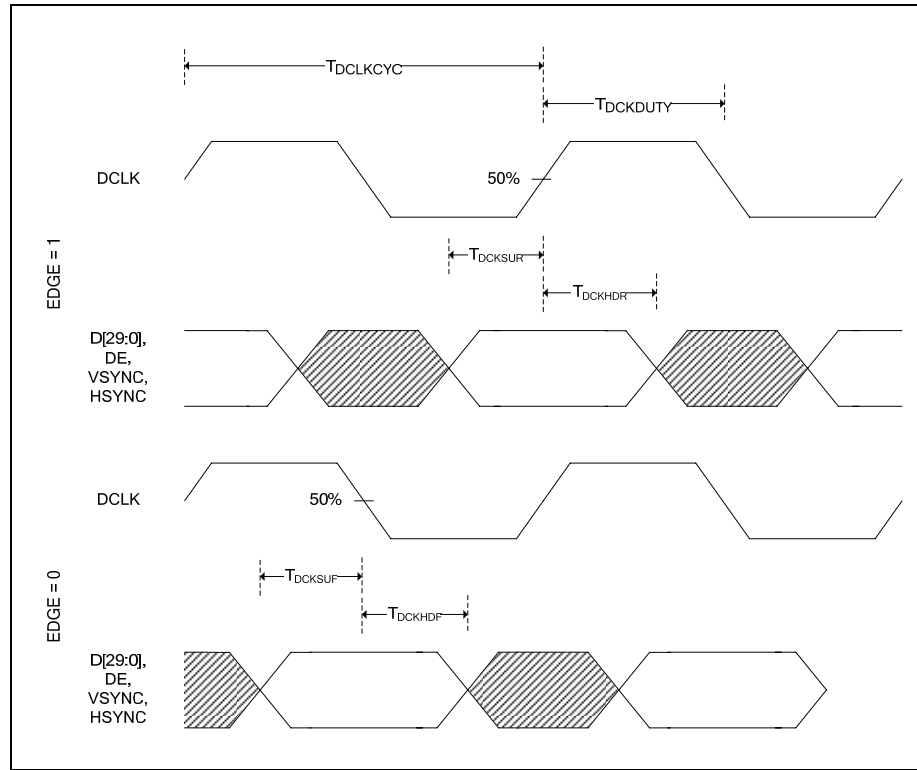 TDCLKCYC
TDCKDUTY
DCLK
50%
EDGE = 1
TDCKSUR
TDCKHDR
D[29:0],
DE,
VSYNC,
HSYNC
DCLK
50%
EDGE = 0
TDCKSUF
TDCKHDF
D[29:0],
DE,
VSYNC,
HSYNC